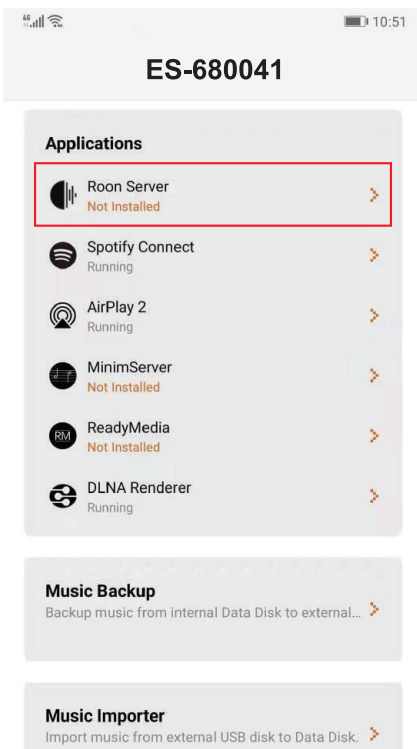 10:51
ES-680041
Applications
Roon Server
Not Installed
Spotify Connect
Running
AirPlay 2
Running
MinimServer
Not Installed
RM
ReadyMedia
Not Installed
DLNA Renderer
Running
Music Backup
Backup music from internal Data Disk to external...
Music Importer
Import music from external USB disk to Data Disk.